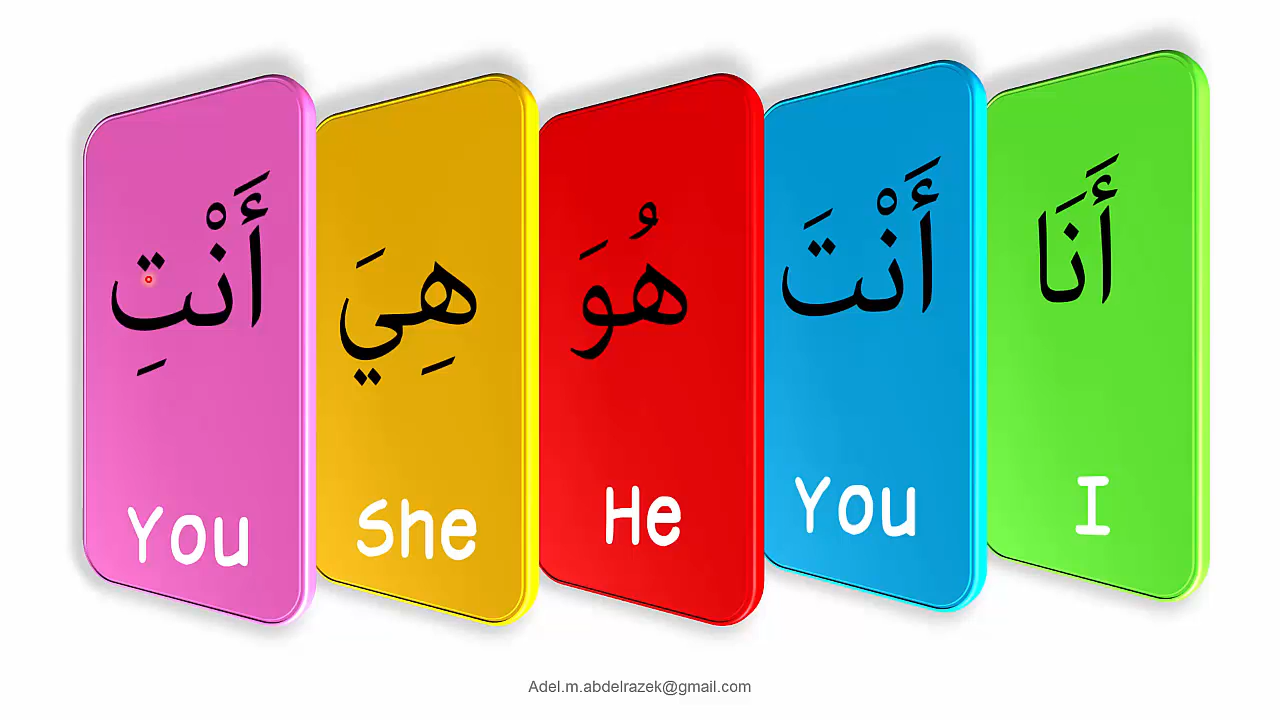 أَنَا
I
أَنْتَ
You
هُوَ
He
هِيَ
She
أَنْتِ
You
Adel.m.abdelrazek@gmail.com